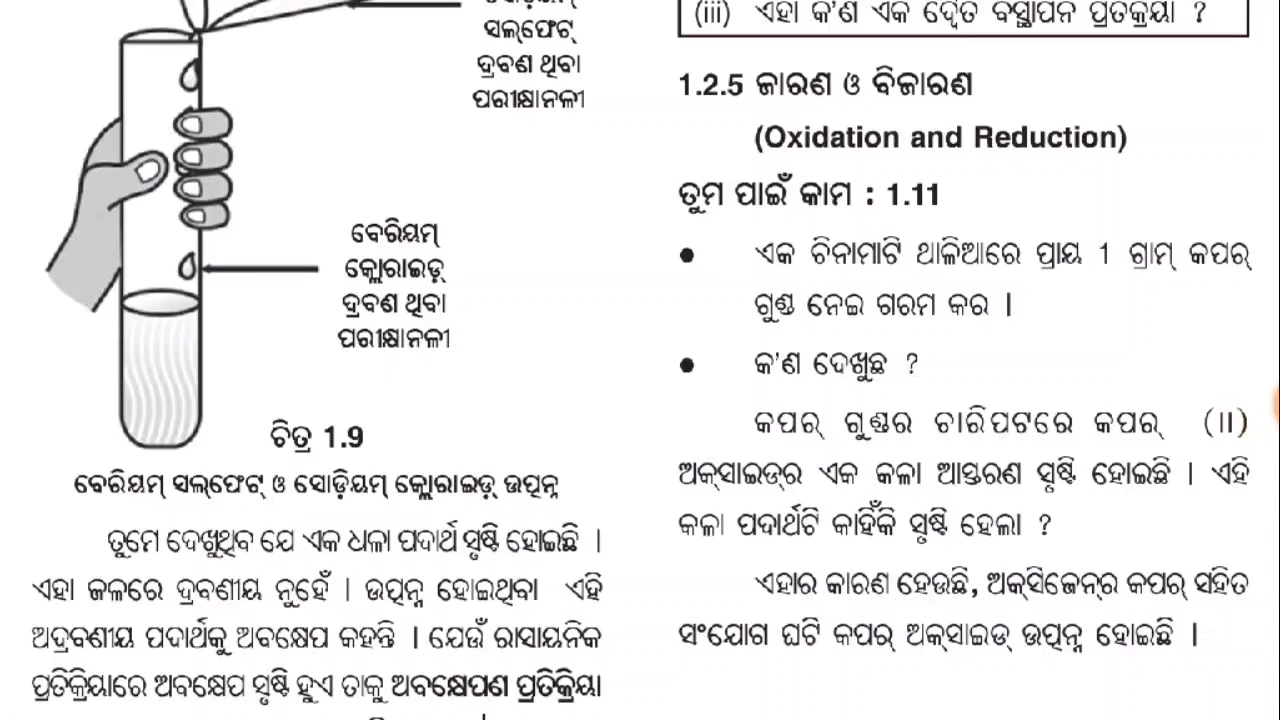 ସୋଡ଼ିୟମ୍
ସଲ୍‌ଫେଟ୍
ଦ୍ରବଣ ଥିବା
ପରୀକ୍ଷାନଳୀ
ବେରିୟମ୍
କ୍ଲୋରାଇଡ଼୍
ଦ୍ରବଣ ଥିବା
ପରୀକ୍ଷାନଳୀ
ଚିତ୍ର 1.9
ବେରିୟମ୍ ସଲ୍‌ଫେଟ୍ ଓ ସୋଡ଼ିୟମ୍ କ୍ଲୋରାଇଡ଼୍ ଉତ୍ପନ୍ନ
ତୁମେ ଦେଖୁଥିବ ଯେ ଏକ ଧଳା ପଦାର୍ଥ ସୃଷ୍ଟି ହୋଇଛି ।
ଏହା ଜଳରେ ଦ୍ରବଣୀୟ ନୁହେଁ । ଉତ୍ପନ୍ନ ହୋଇଥିବା ଏହି
ଅଦ୍ରବଣୀୟ ପଦାର୍ଥକୁ ଅବକ୍ଷେପ କହନ୍ତି । ଯେଉଁ ରାସାୟନିକ
ପ୍ରତିକ୍ରିୟାରେ ଅବକ୍ଷେପ ସୃଷ୍ଟି ହୁଏ ତାକୁ ଅବକ୍ଷେପଣ ପ୍ରତିକ୍ରିୟା
(iii) ଏହା କ'ଣ ଏକ ଦ୍ୱୈତ ବିସ୍ଥାପନ ପ୍ରତିକ୍ରିୟା ?
1.2.5 ଜାରଣ ଓ ବିଜାରଣ
(Oxidation and Reduction)
ତୁମ ପାଇଁ କାମ : 1.11
● ଏକ ଚିନାମାଟି ଥାଳିଆରେ ପ୍ରାୟ 1 ଗ୍ରାମ୍ କପର୍
ଗୁଣ୍ଡ ନେଇ ଗରମ କର ।
● କ'ଣ ଦେଖୁଛ ?
କପର୍ ଗୁଣ୍ଡର ଚାରିପଟରେ କପର୍ (II)
ଅକ୍‌ସାଇଡ୍‌ର ଏକ କଳା ଆସ୍ତରଣ ସୃଷ୍ଟି ହୋଇଛି । ଏହି
କଳା ପଦାର୍ଥଟି କାହିଁକି ସୃଷ୍ଟି ହେଲା ?
ଏହାର କାରଣ ହେଉଛି, ଅକ୍‌ସିଜେନ୍‌ର କପର୍ ସହିତ
ସଂଯୋଗ ଘଟି କପର୍ ଅକ୍‌ସାଇଡ୍ ଉତ୍ପନ୍ନ ହୋଇଛି ।